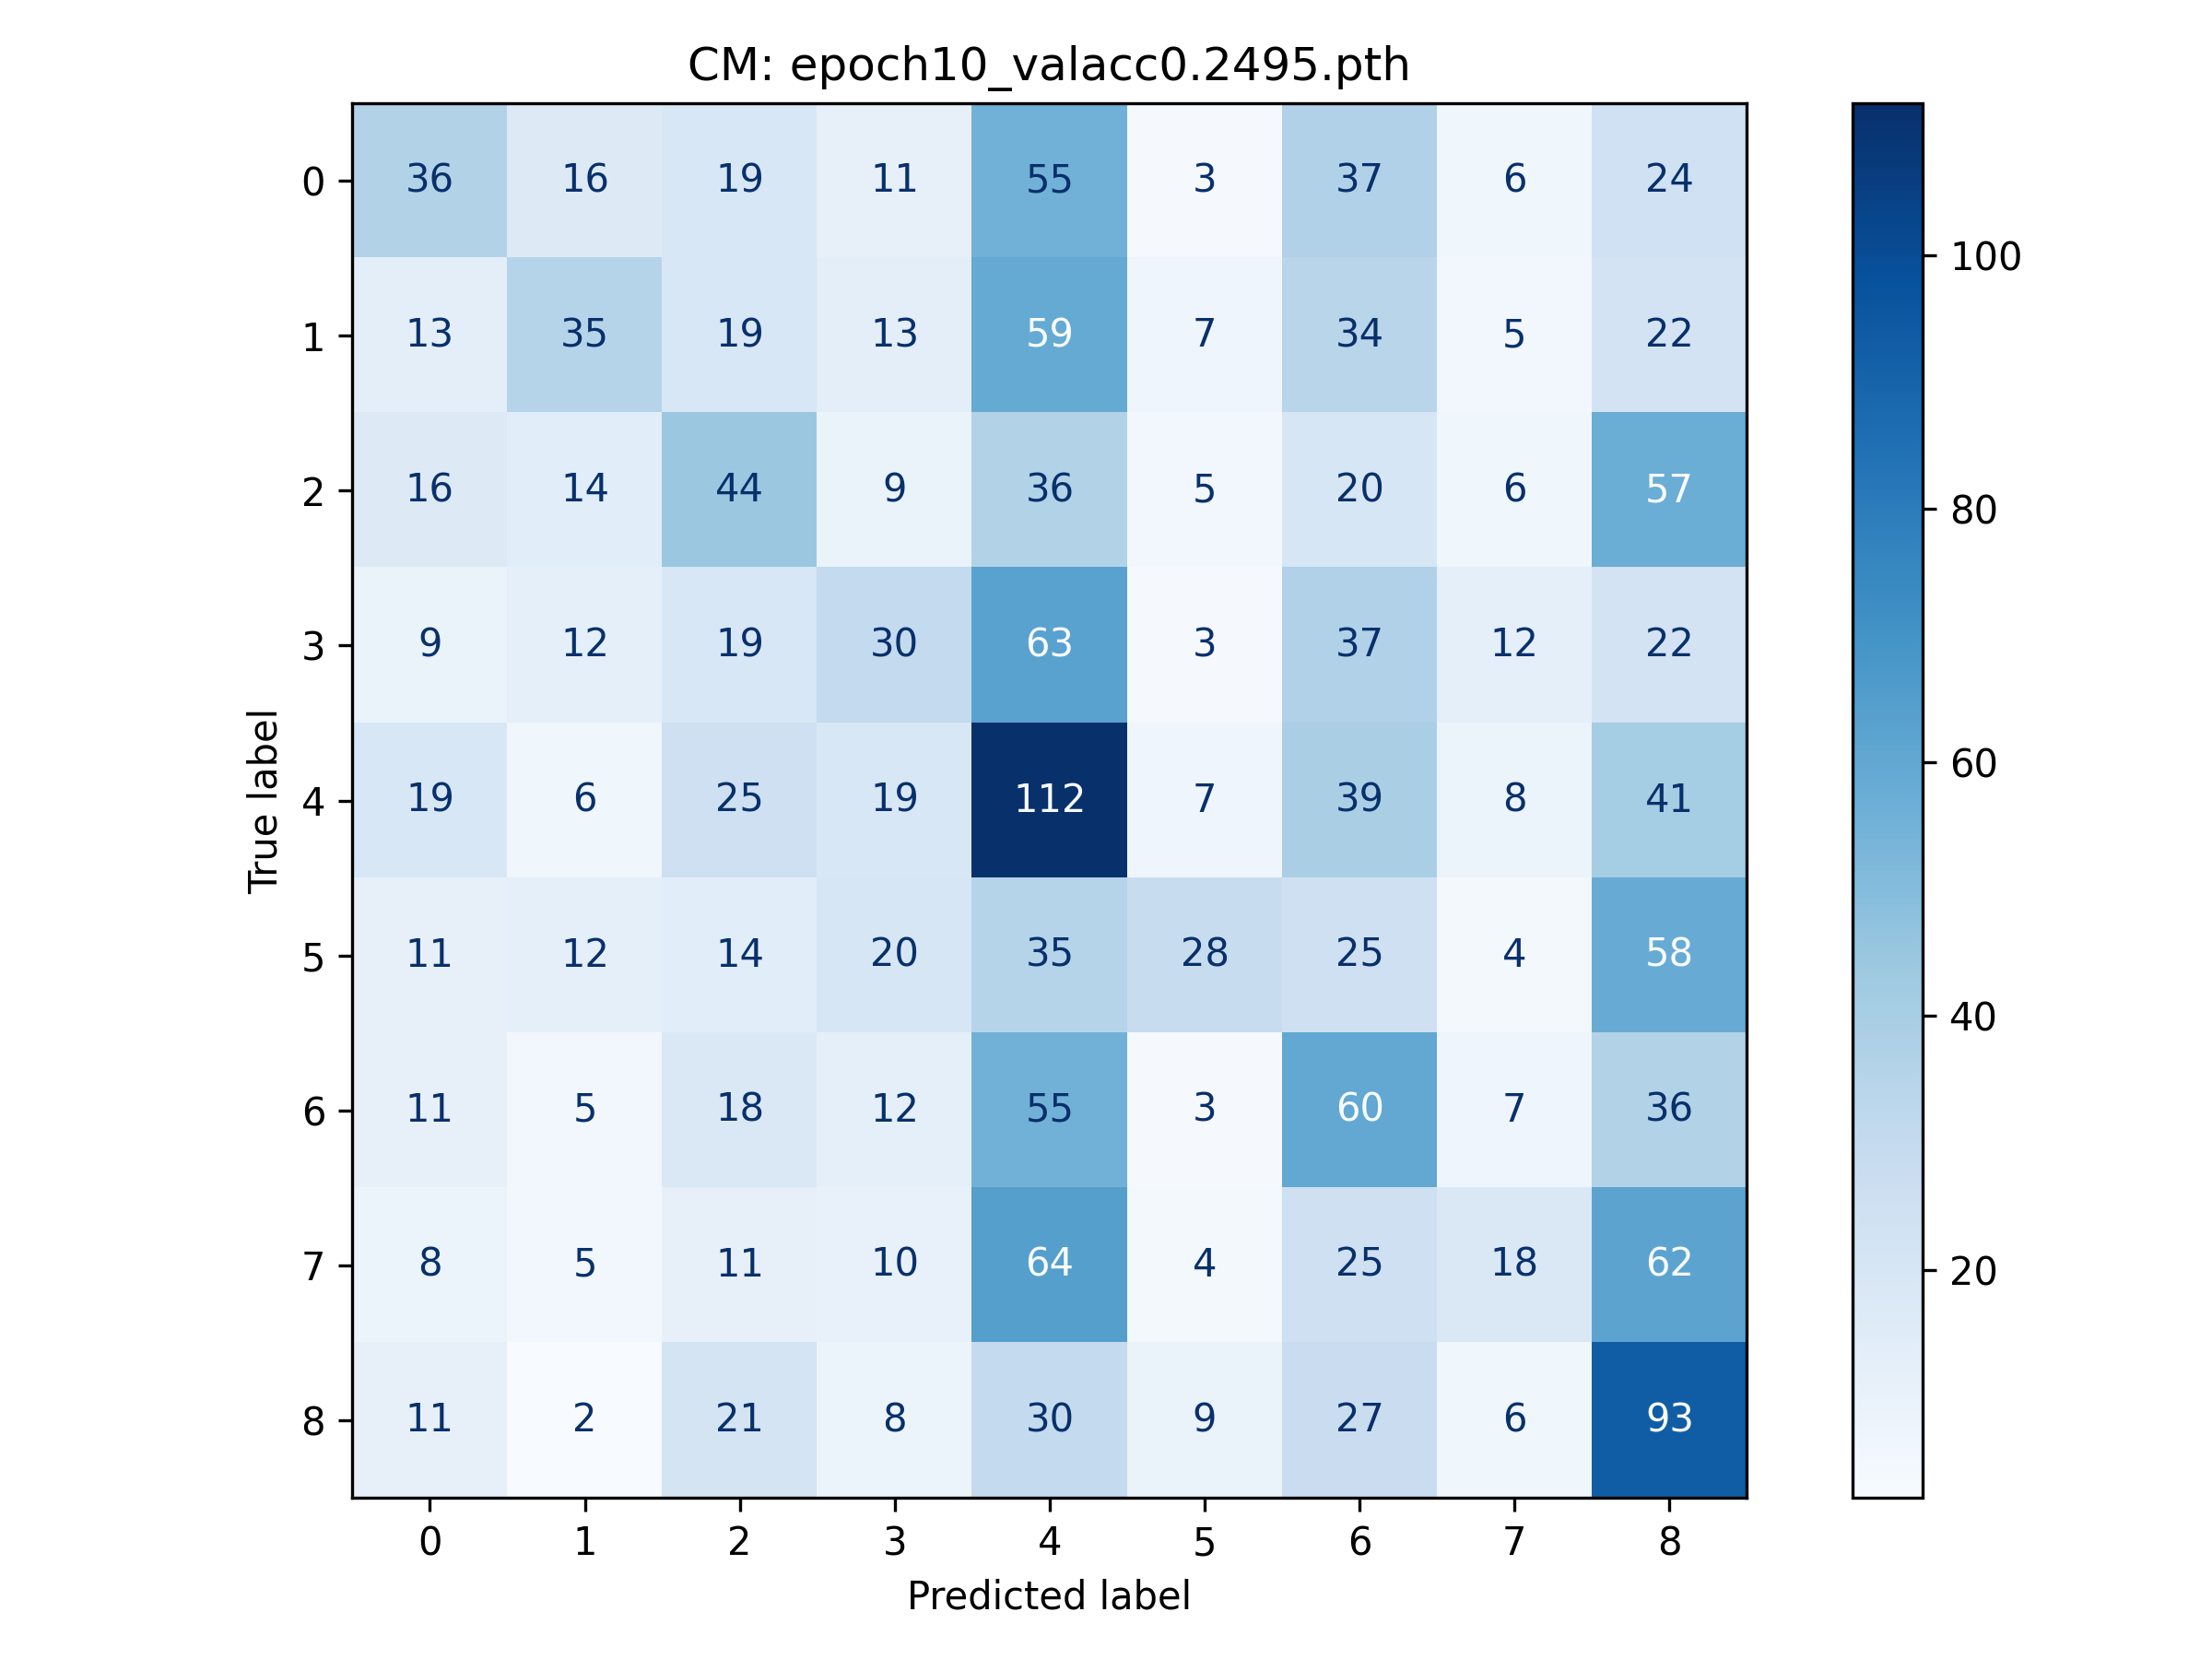 CM: epoch10_valacc0.2495.pth
0 36 16 19 11 55 3 37 6 24
1 13 35 19 13 59 7 34 5 22
2 16 14 44 9 36 5 20 6 57
3 9 12 19 30 63 3 37 12 22
4 19 6 25 19 112 7 39 8 41
5 11 12 14 20 35 28 25 4 58
6 11 5 18 12 55 3 60 7 36
7 8 5 11 10 64 4 25 18 62
8 11 2 21 8 30 9 27 6 93
0 1 2 3 4 5 6 7 8
Predicted label
True label
100
80
60
40
20